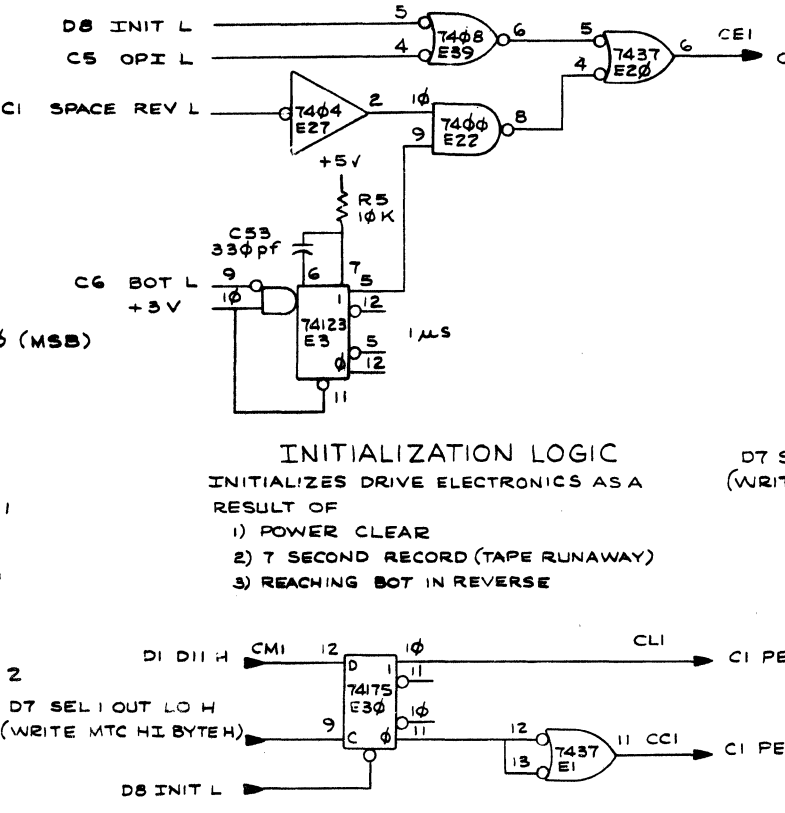 5
D8 INIT L
6
7408
E39
5
CE1
6
4
C5 OPI L
7437
E20
4
C1 SPACE REV L
7404
E27
2
10
7400
E22
8
9
+5V
R5
10K
C53
330pf
6
7
5
C6 BOT L
9
10
+3V
1
12
74123
E3
5
0
12
11
1 µS
(MSB)
INITIALIZATION LOGIC
INITIALIZES DRIVE ELECTRONICS AS A
RESULT OF
1) POWER CLEAR
2) 7 SECOND RECORD (TAPE RUNAWAY)
3) REACHING BOT IN REVERSE
D7 S
(WRIT
D1 D11 H
CM1
12
D
1
10
11
CL1
C1 PE
2
74175
E30
D7 SEL 1 OUT LO H
(WRITE MTC HI BYTE H)
9
C
0
10
11
12
13
7437
E1
11
CC1
C1 PE
D8 INIT L